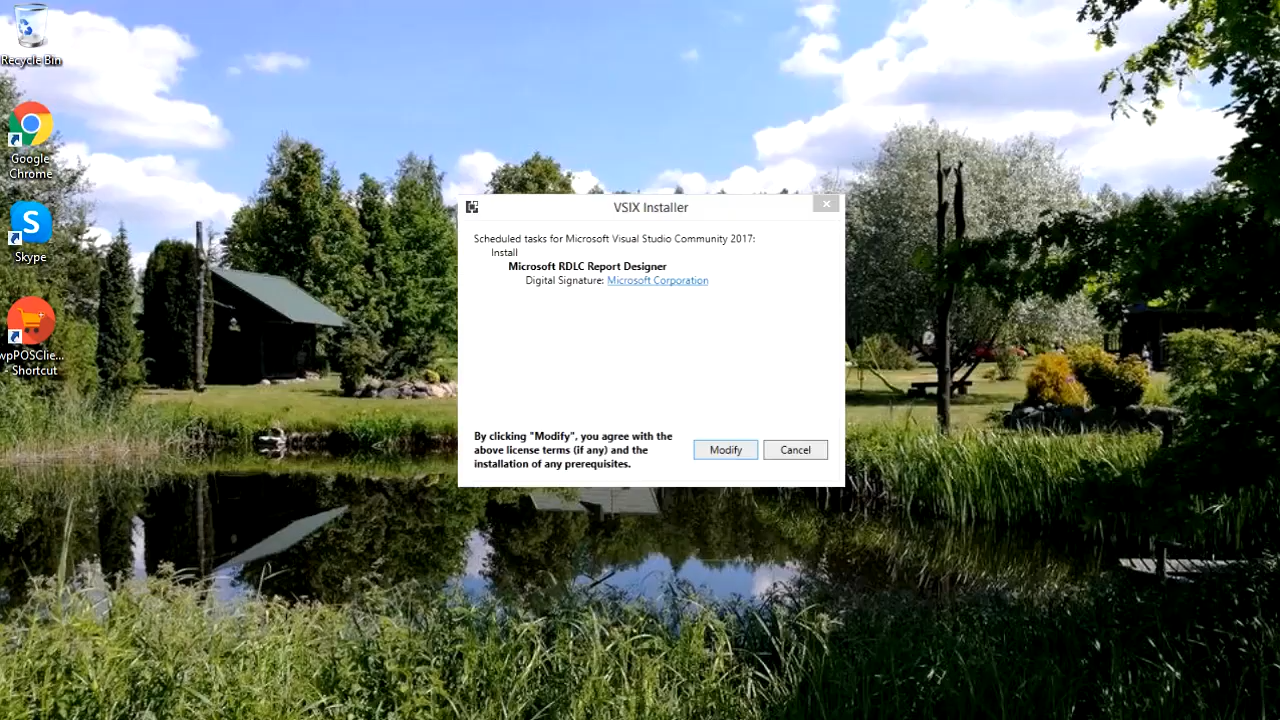 Recycle Bin
Google
Chrome
S
Skype
wpPOSClie...
- Shortcut
VSIX Installer
Scheduled tasks for Microsoft Visual Studio Community 2017:
Install
Microsoft RDLC Report Designer
Digital Signature: Microsoft Corporation
By clicking "Modify", you agree with the
above license terms (if any) and the
installation of any prerequisites.
Modify
Cancel